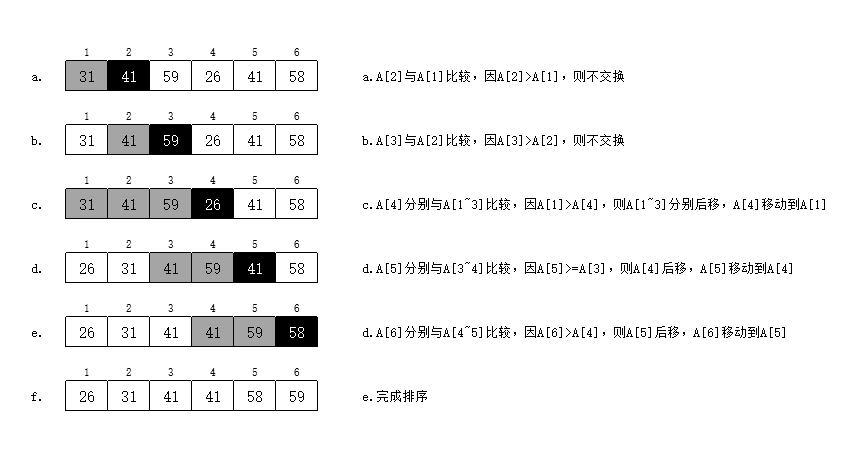 1 2 3 4 5 6
a. 31 41 59 26 41 58 a.A[2]与A[1]比较，因A[2]>A[1]，则不交换
1 2 3 4 5 6
b. 31 41 59 26 41 58 b.A[3]与A[2]比较，因A[3]>A[2]，则不交换
1 2 3 4 5 6
c. 31 41 59 26 41 58 c.A[4]分别与A[1~3]比较，因A[1]>A[4]，则A[1~3]分别后移，A[4]移动到A[1]
1 2 3 4 5 6
d. 26 31 41 59 41 58 d.A[5]分别与A[3~4]比较，因A[5]>=A[3]，则A[4]后移，A[5]移动到A[4]
1 2 3 4 5 6
e. 26 31 41 41 59 58 d.A[6]分别与A[4~5]比较，因A[6]>A[4]，则A[5]后移，A[6]移动到A[5]
1 2 3 4 5 6
f. 26 31 41 41 58 59 e.完成排序